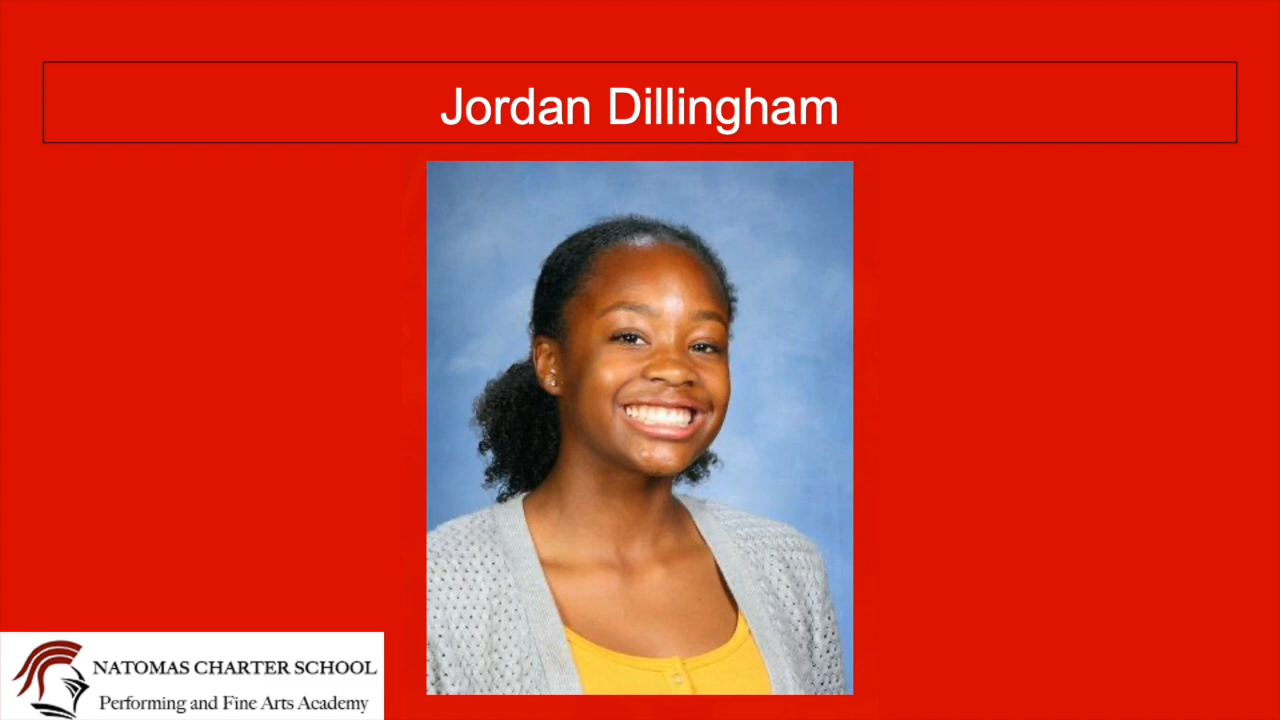 Jordan Dillingham
NATOMAS CHARTER SCHOOL
Performing and Fine Arts Academy